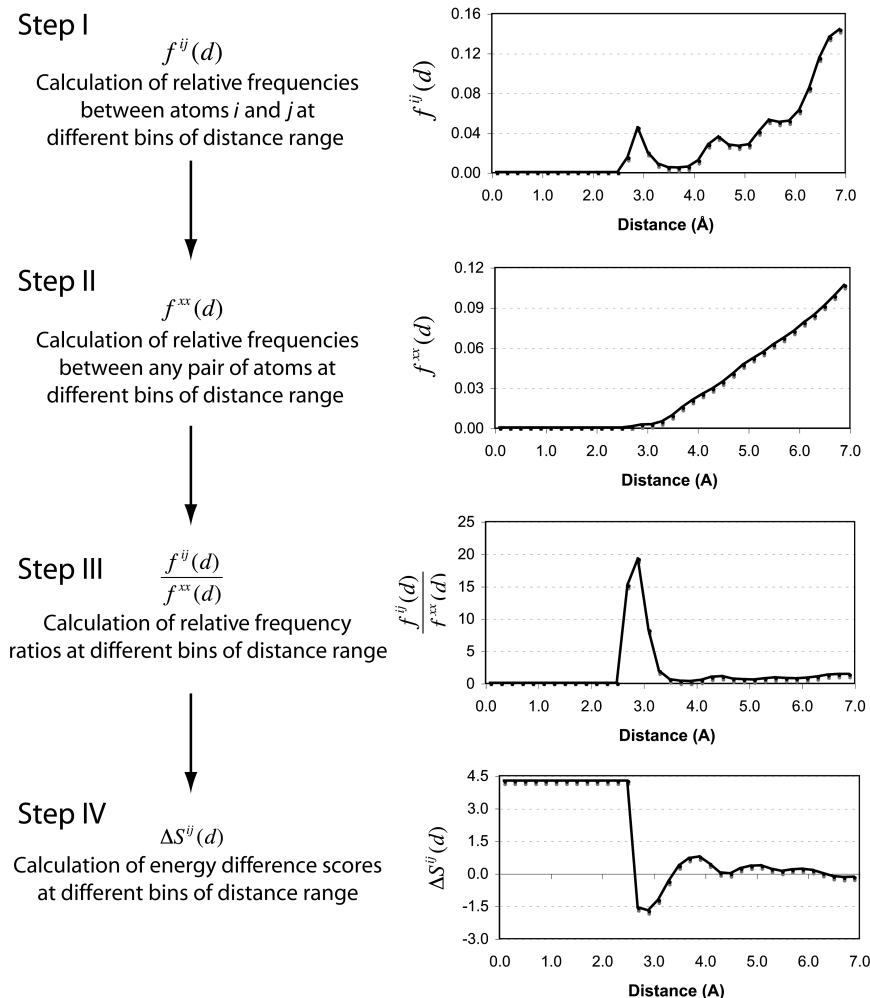 Step I
f^ij(d)
Calculation of relative frequencies
between atoms i and j at
different bins of distance range
f^ij(d)
0.16
0.12
0.08
0.04
0.00
0.0 1.0 2.0 3.0 4.0 5.0 6.0 7.0
Distance (Å)
Step II
f^xx(d)
Calculation of relative frequencies
between any pair of atoms at
different bins of distance range
f^xx(d)
0.12
0.09
0.06
0.03
0.00
0.0 1.0 2.0 3.0 4.0 5.0 6.0 7.0
Distance (A)
Step III
f^ij(d)
f^xx(d)
Calculation of relative frequency
ratios at different bins of distance range
f^ij(d)
f^xx(d)
25
20
15
10
5
0
0.0 1.0 2.0 3.0 4.0 5.0 6.0 7.0
Distance (A)
Step IV
ΔS^ij(d)
Calculation of energy difference scores
at different bins of distance range
ΔS^ij(d)
4.5
3.0
1.5
0.0
-1.5
-3.0
0.0 1.0 2.0 3.0 4.0 5.0 6.0 7.0
Distance (A)